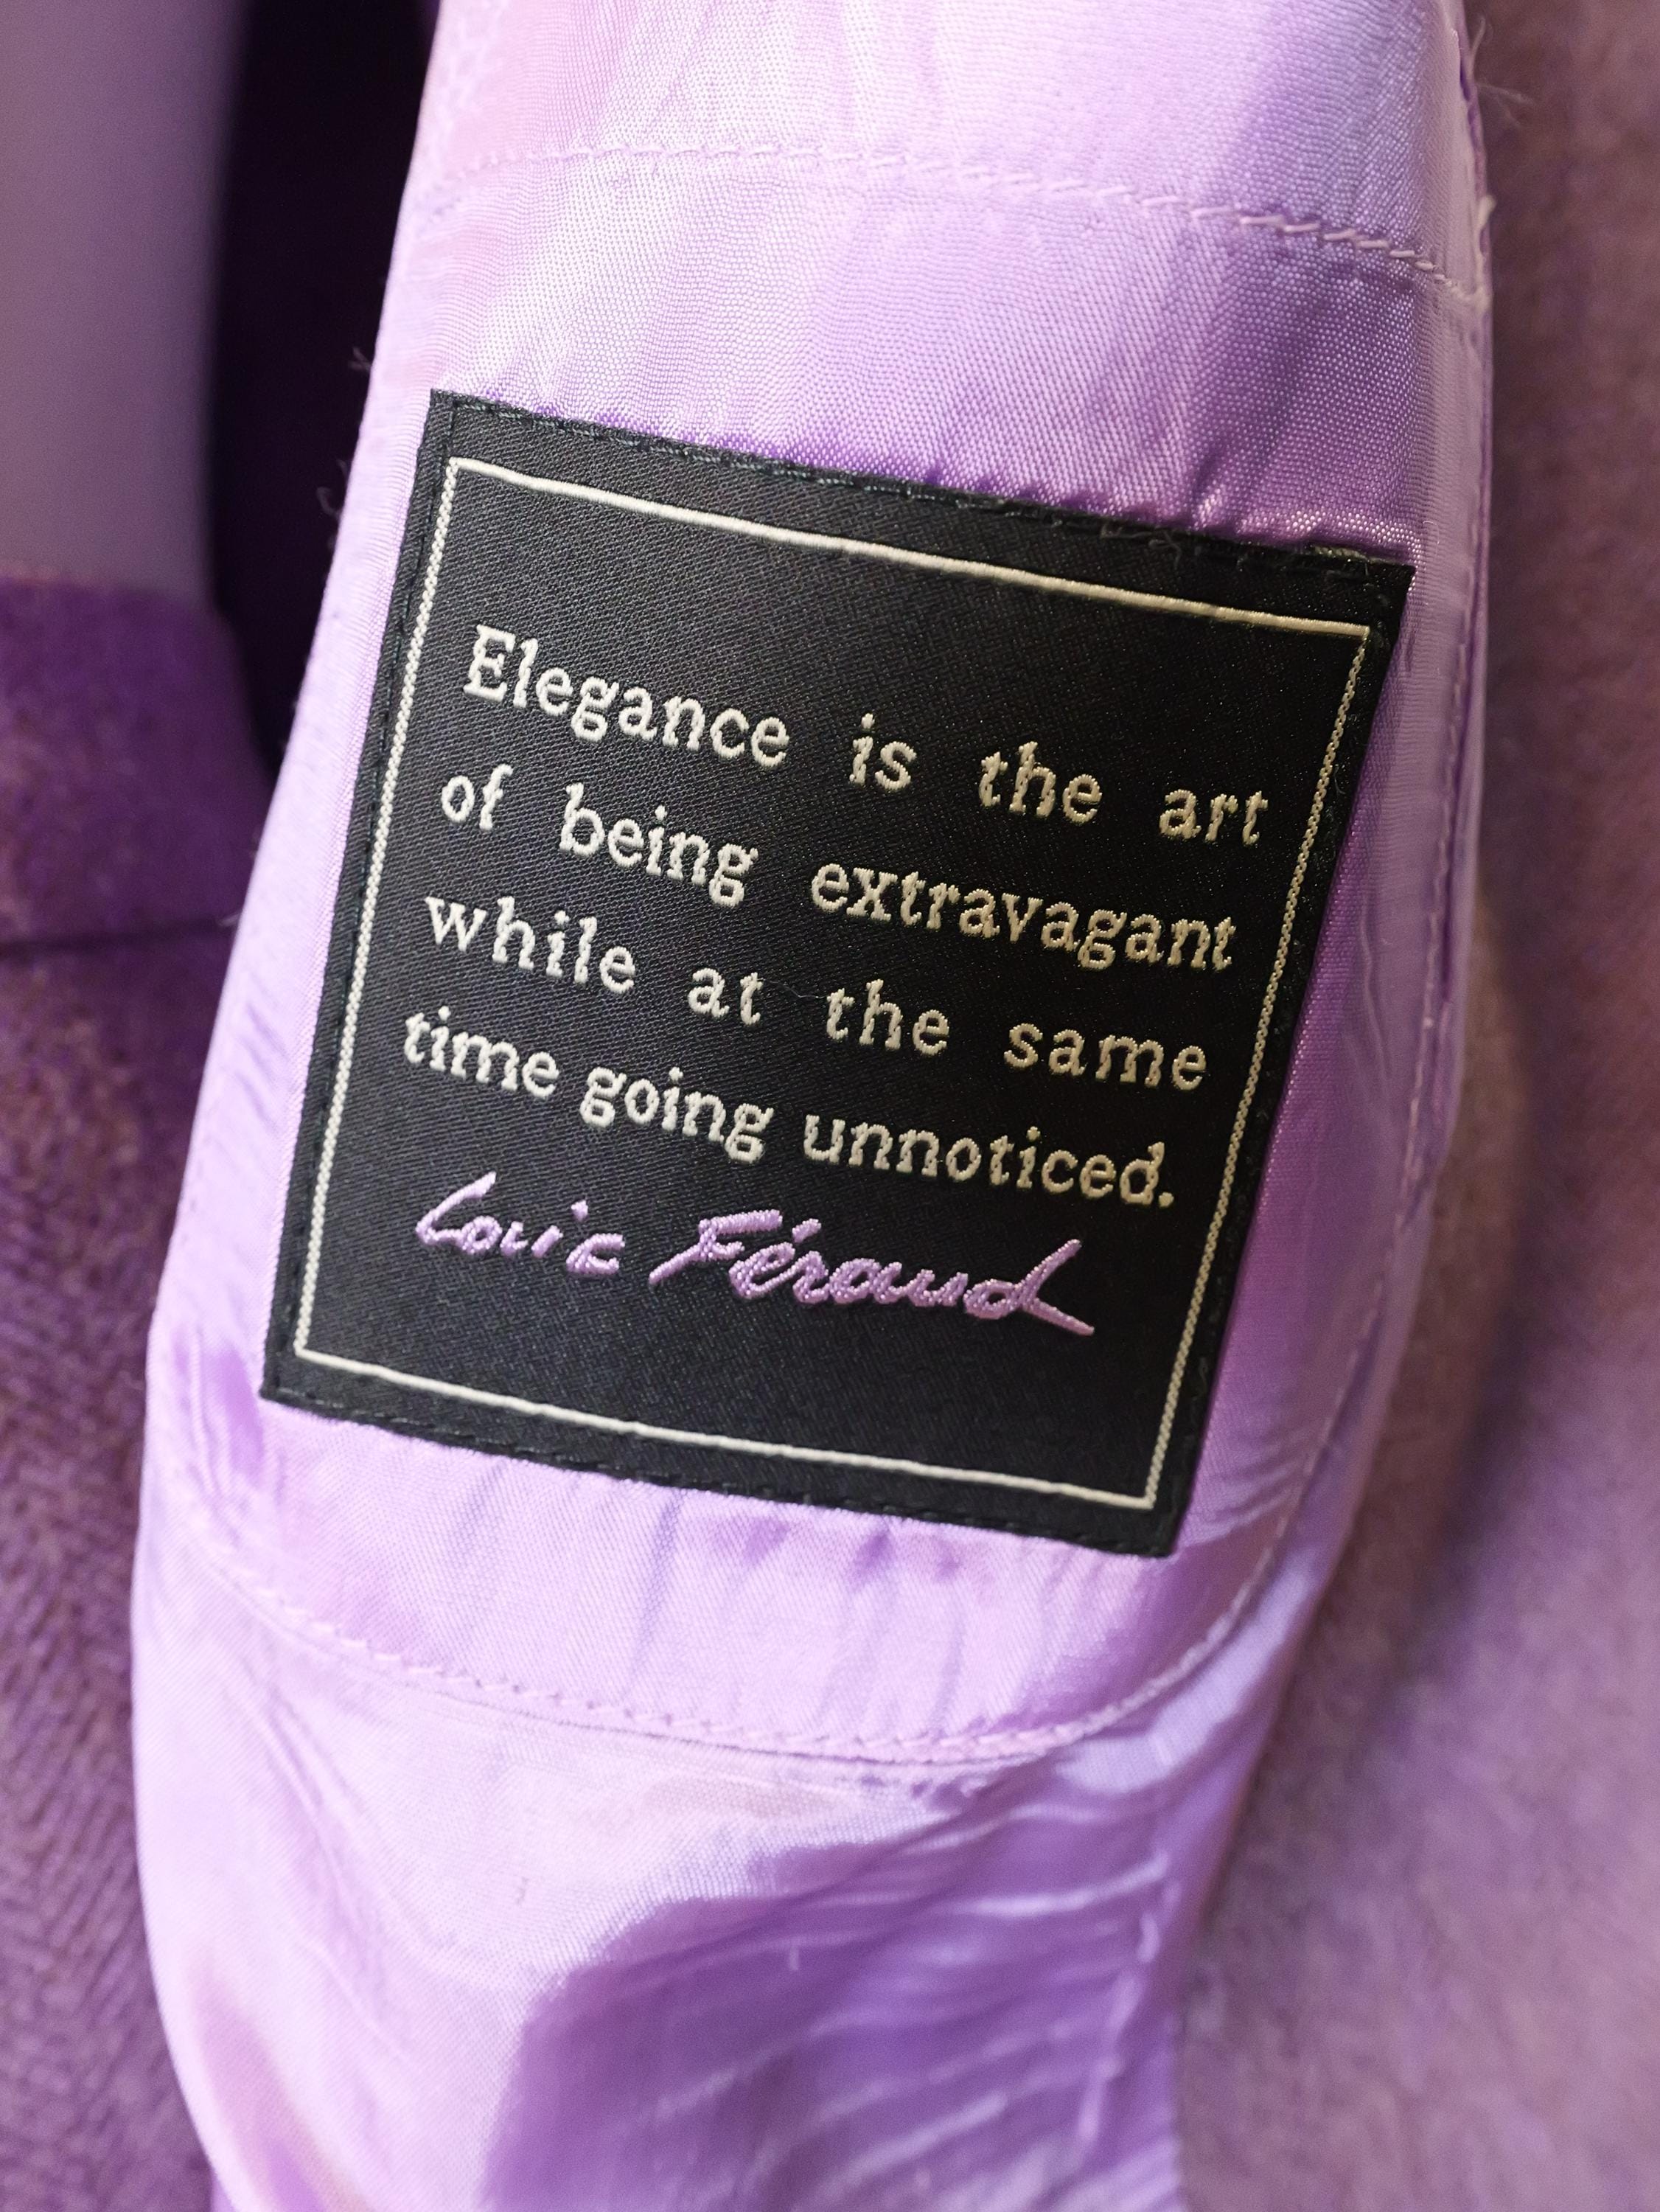 Elegance is the art
of being extravagant
while at the same
time going unnoticed.
Louis Féraud